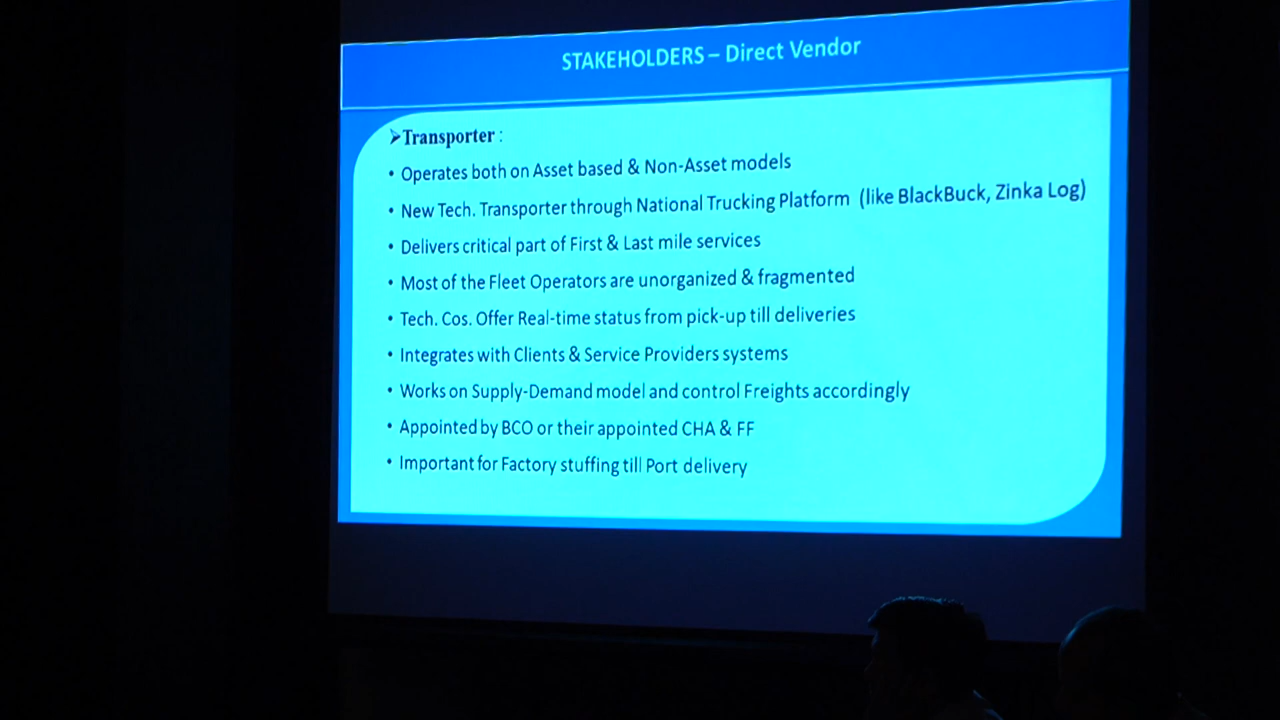 STAKEHOLDERS – Direct Vendor
➢Transporter :
• Operates both on Asset based & Non-Asset models
• New Tech. Transporter through National Trucking Platform (like BlackBuck, Zinka Log)
• Delivers critical part of First & Last mile services
• Most of the Fleet Operators are unorganized & fragmented
• Tech. Cos. Offer Real-time status from pick-up till deliveries
• Integrates with Clients & Service Providers systems
• Works on Supply-Demand model and control Freights accordingly
• Appointed by BCO or their appointed CHA & FF
• Important for Factory stuffing till Port delivery